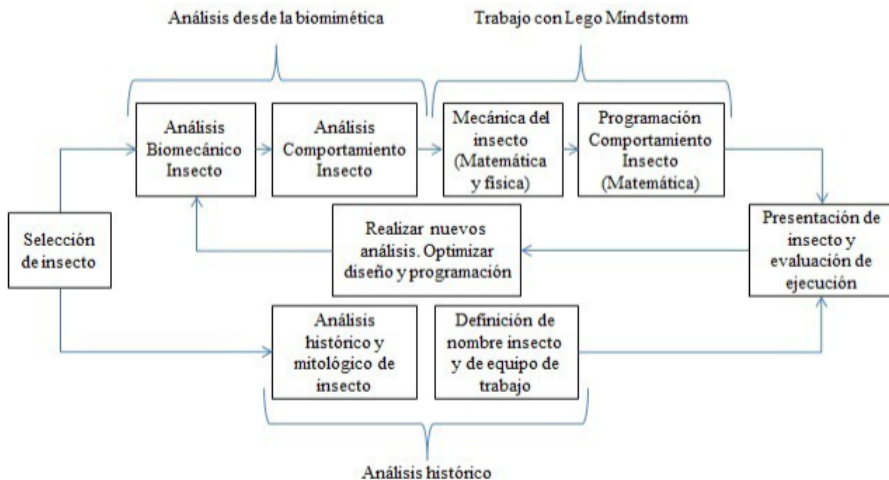 Análisis desde la biomimética
Trabajo con Lego Mindstorm
Análisis
Biomecánico
Insecto
Análisis
Comportamiento
Insecto
Mecánica del
insecto
(Matemática
y física)
Programación
Comportamiento
Insecto
(Matemática)
Selección
de insecto
Realizar nuevos
análisis. Optimizar
diseño y programación
Presentación de
insecto y
evaluación de
ejecución
Análisis
histórico y
mitológico de
insecto
Definición de
nombre insecto
y de equipo de
trabajo
Análisis histórico